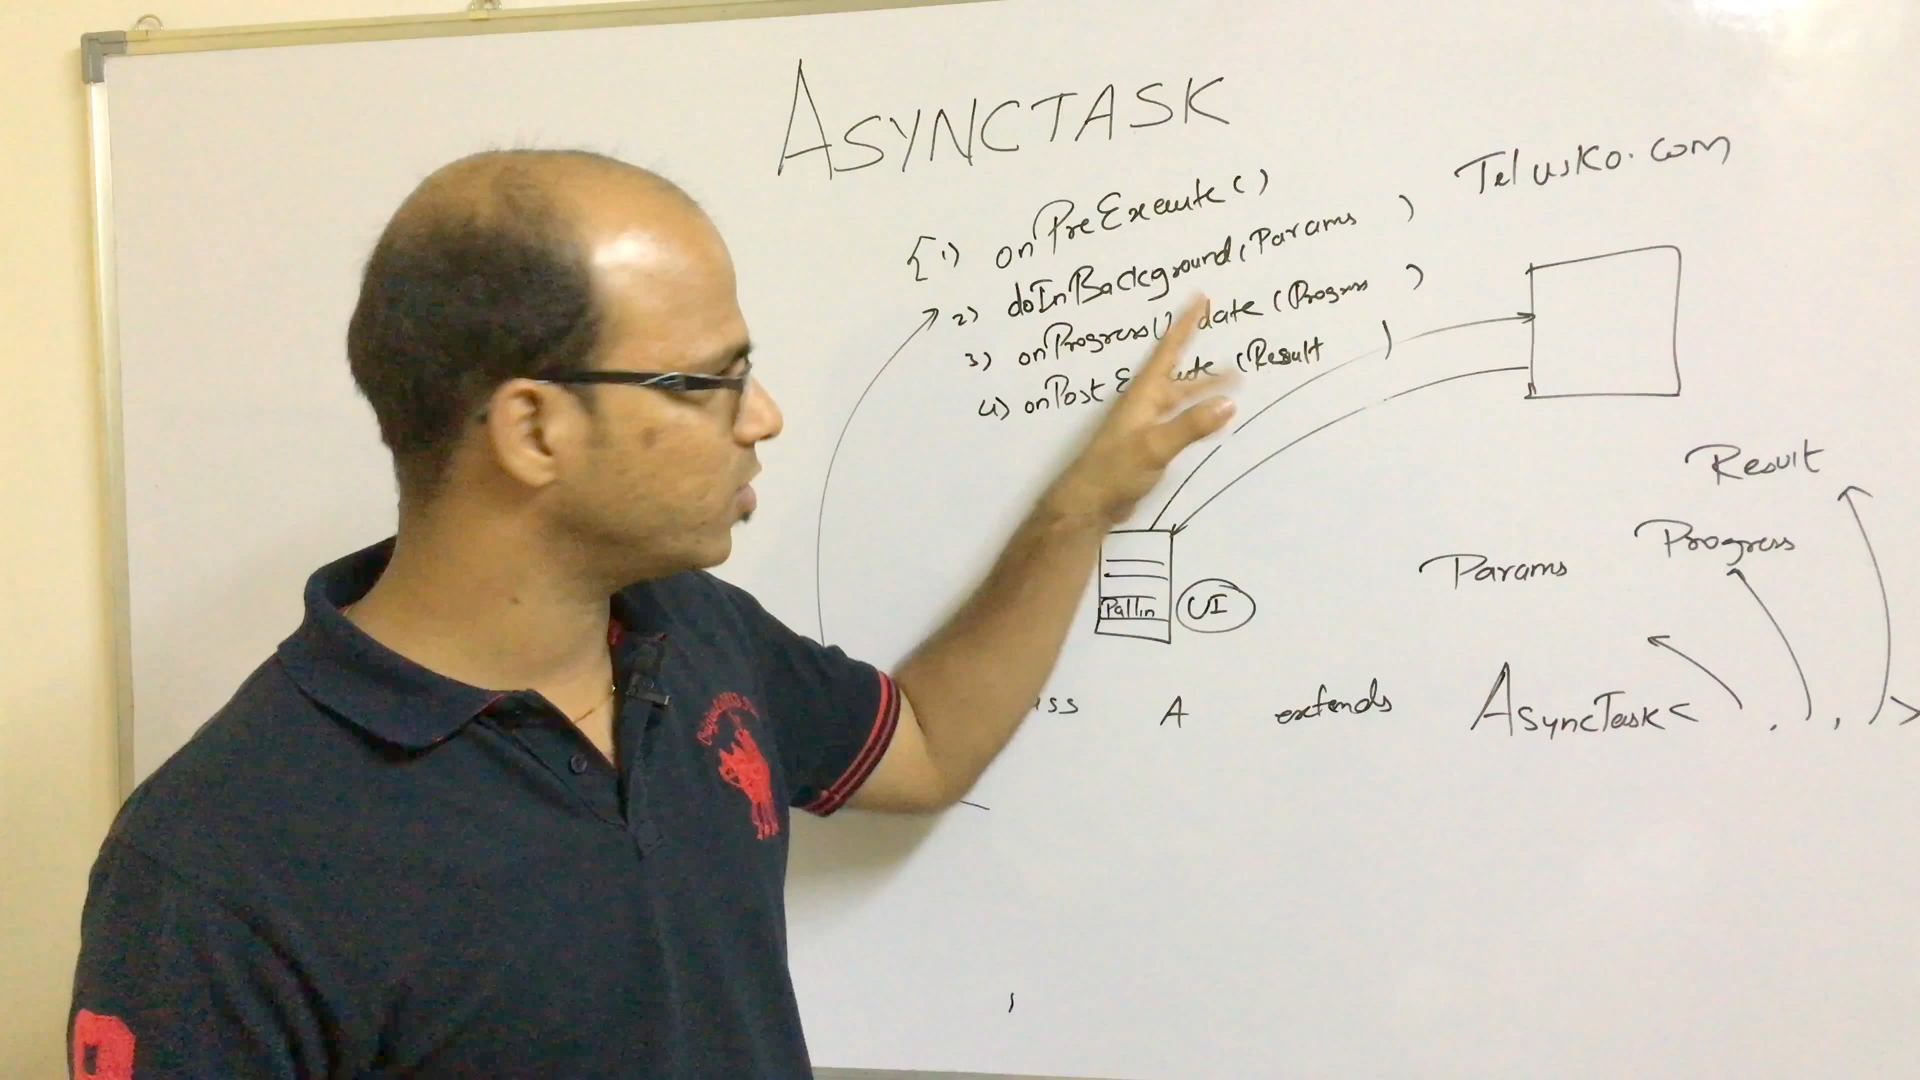 ASYNCTASK
Telusko.com
1) onPreExecute()
2) doInBackground(Params )
3) onProgressUpdate (Progress )
4) onPostExecute (Result )
Result
Progress
Params
Pallin
UI
A extends AsyncTask< , , >